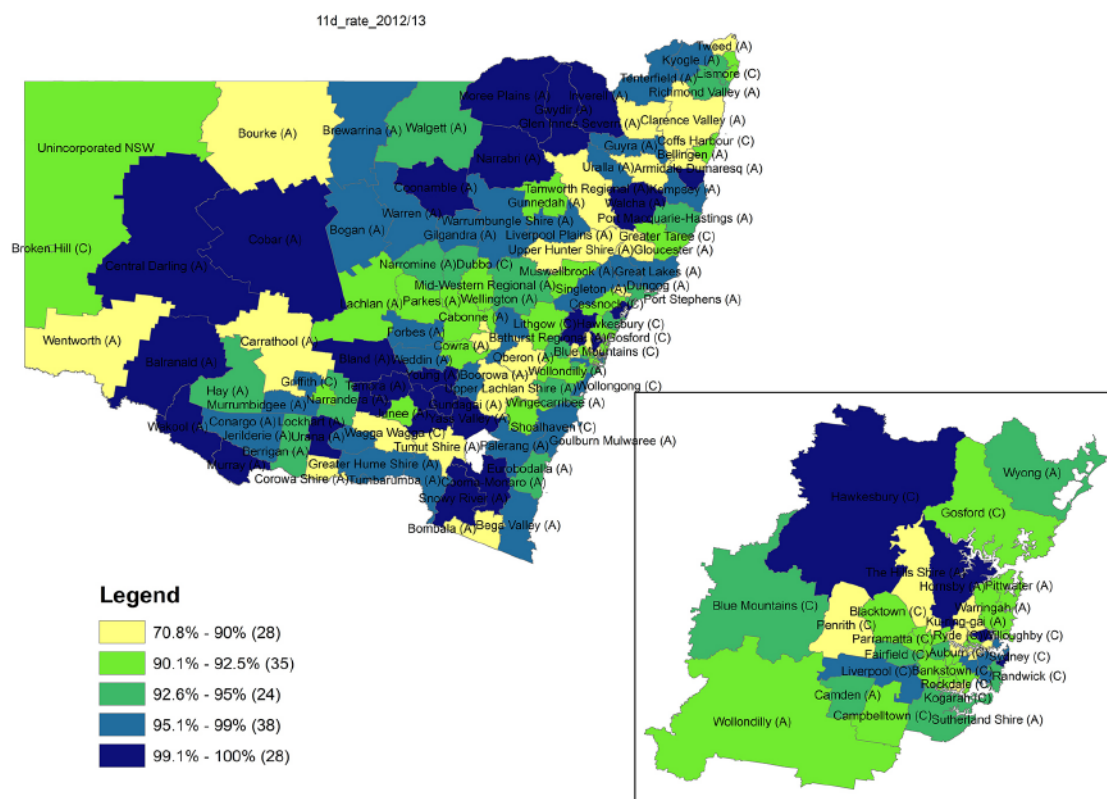 11d_rate_2012/13
Tweed (A)
Kyogle (A)
Lismore (C)
Tenterfield (A)
Richmond Valley (A)
Moree Plains (A)
Inverell (A)
Gwydir (A)
Glen Innes Severn (A)
Clarence Valley (A)
Bourke (A)
Brewarrina (A)
Walgett (A)
Coffs Harbour (C)
Unincorporated NSW
Guyra (A)
Bellingen (A)
Narrabri (A)
Uralla (A)
Armidale Dumaresq (A)
Coonamble (A)
Tamworth Regional (A)
Kempsey (A)
Gunnedah (A)
Walcha (A)
Warren (A)
Warrumbungle Shire (A)
Port Macquarie-Hastings (A)
Bogan (A)
Gilgandra (A)
Liverpool Plains (A)
Greater Taree (C)
Cobar (A)
Broken Hill (C)
Upper Hunter Shire (A)
Gloucester (A)
Central Darling (A)
Narromine (A)
Dubbo (C)
Muswellbrook (A)
Great Lakes (A)
Mid-Western Regional (A)
Singleton (A)
Dungog (A)
Lachlan (A)
Parkes (A)
Wellington (A)
Cessnock (C)
Port Stephens (A)
Cabonne (A)
Lithgow (C)
Hawkesbury (C)
Forbes (A)
Bathurst Regional (A)
Gosford (C)
Wentworth (A)
Carrathool (A)
Cowra (A)
Blue Mountains (C)
Balranald (A)
Bland (A)
Weddin (A)
Oberon (A)
Wollondilly (A)
Griffith (C)
Temora (A)
Young (A)
Boorowa (A)
Hay (A)
Narrandera (A)
Upper Lachlan Shire (A)
Wollongong (C)
Murrumbidgee (A)
Gundagai (A)
Wingecarribee (A)
Conargo (A)
Lockhart (A)
Junee (A)
Yass Valley (A)
Wakool (A)
Jerilderie (A)
Urana (A)
Wagga Wagga (C)
Shoalhaven (C)
Berrigan (A)
Tumut Shire (A)
Palerang (A)
Goulburn Mulwaree (A)
Murray (A)
Greater Hume Shire (A)
Eurobodalla (A)
Corowa Shire (A)
Tumbarumba (A)
Cooma-Monaro (A)
Snowy River (A)
Bombala (A)
Bega Valley (A)
Wyong (A)
Hawkesbury (C)
Gosford (C)
The Hills Shire (A)
Hornsby (A)
Pittwater (A)
Blue Mountains (C)
Blacktown (C)
Warringah (A)
Penrith (C)
Ku-ring-gai (A)
Parramatta (C)
Ryde (C)
Willoughby (C)
Fairfield (C)
Auburn (C)
Sydney (C)
Liverpool (C)
Bankstown (C)
Randwick (C)
Rockdale (C)
Camden (A)
Kogarah (C)
Wollondilly (A)
Campbelltown (C)
Sutherland Shire (A)
Legend
70.8% - 90% (28)
90.1% - 92.5% (35)
92.6% - 95% (24)
95.1% - 99% (38)
99.1% - 100% (28)